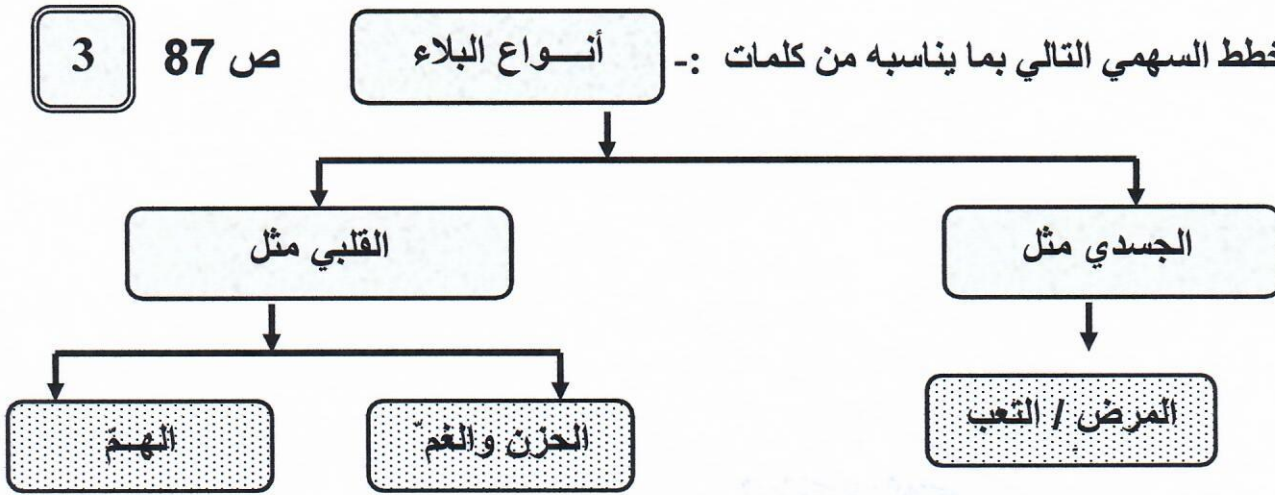 خطط السهمي التالي بما يناسبه من كلمات :- أنـــواع البلاء ص 87 3
الجسدي مثل القلبي مثل
المرض / التعب الحزن والغمّ الهـمّ